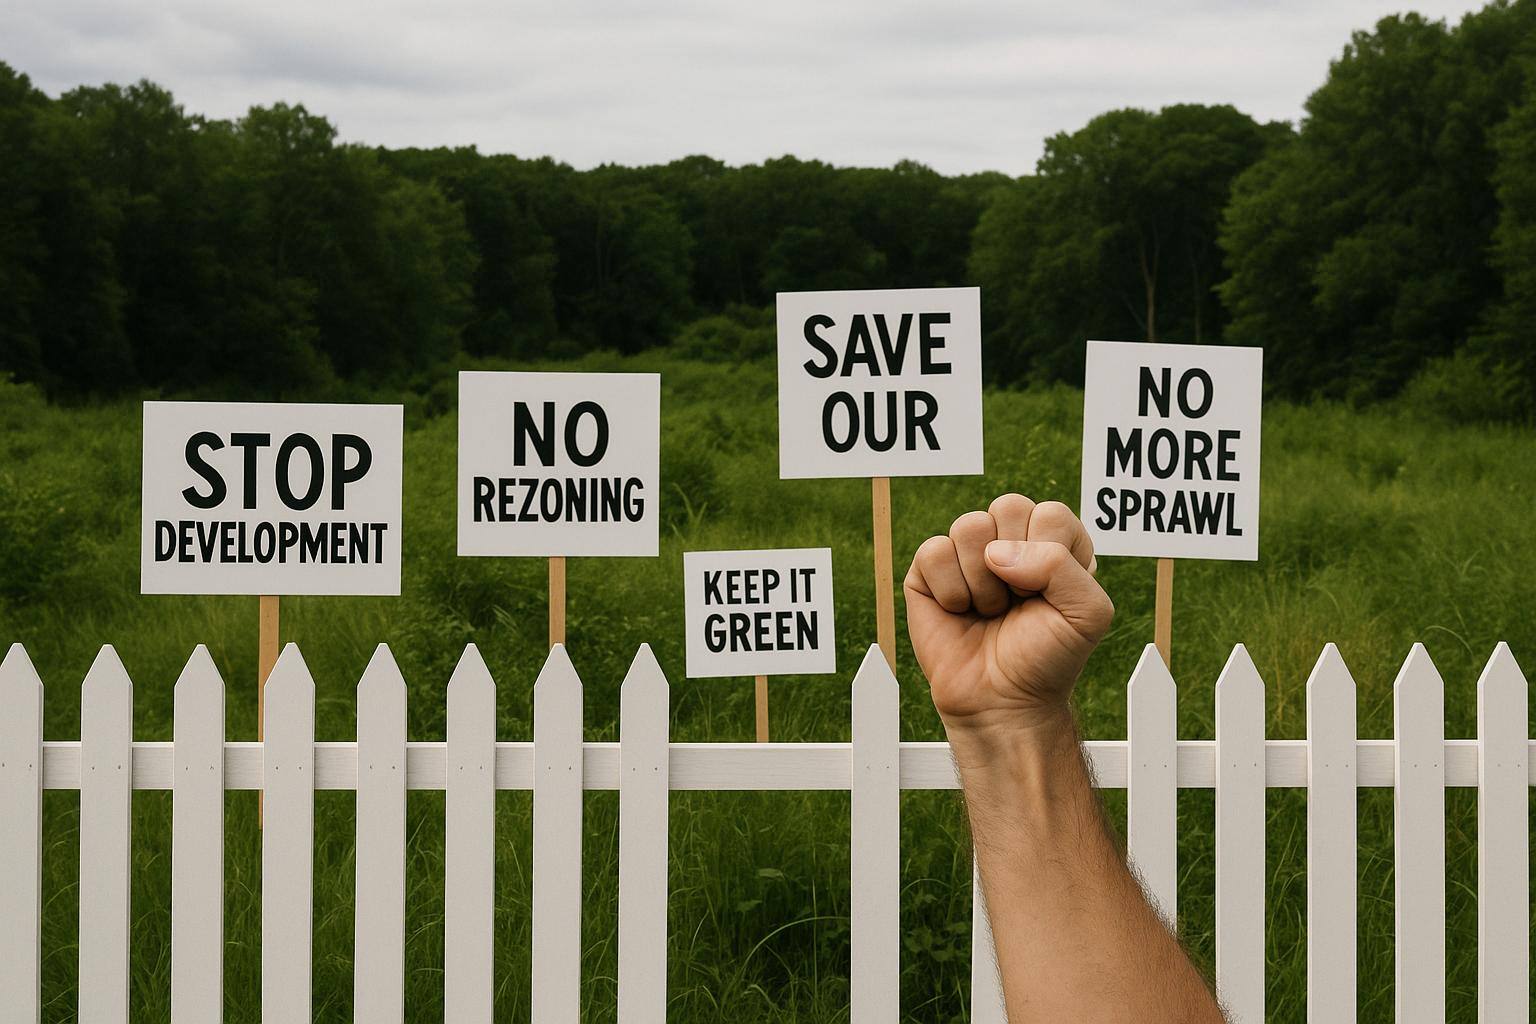 STOP
DEVELOPMENT
NO
REZONING
KEEP IT
GREEN
SAVE
OUR
NO
MORE
SPRAWL